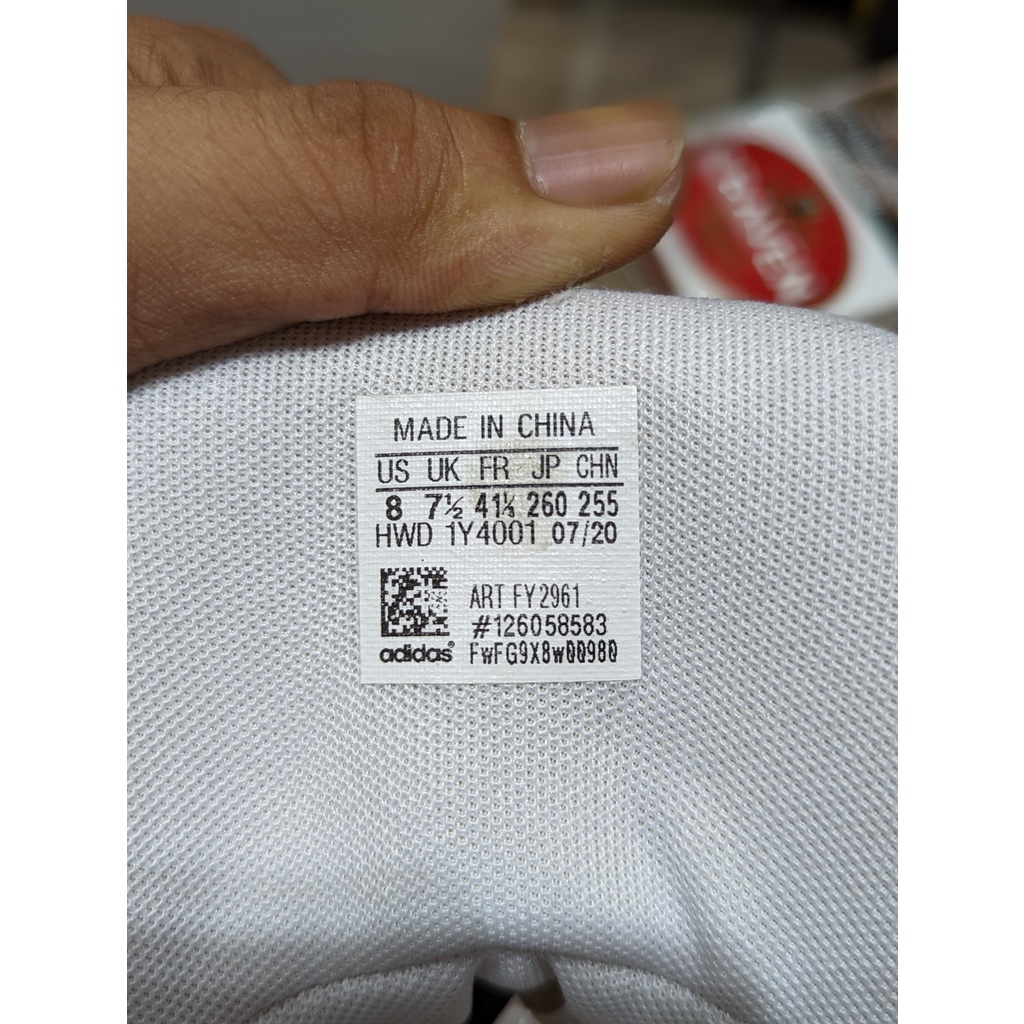 MADE IN CHINA
US UK FR JP CHN
8 7½ 41⅓ 260 255
HWD 1Y4001 07/20
ART FY2961
#126058583
adidas® FwFG9X8w00980